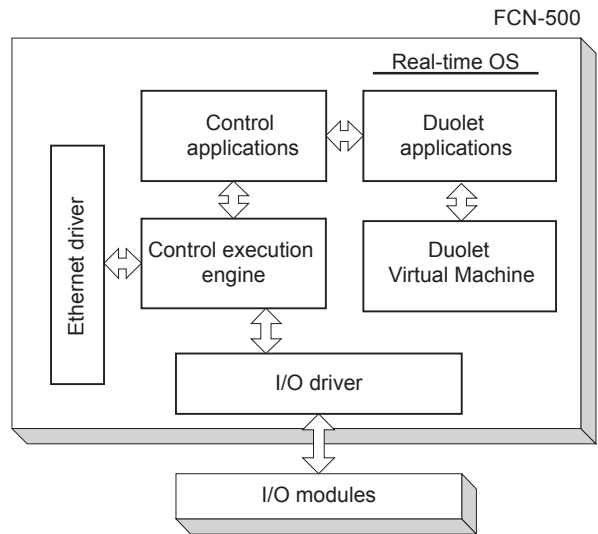 FCN-500
Real-time OS
Control
applications
Duolet
applications
Ethernet driver
Control execution
engine
Duolet
Virtual Machine
I/O driver
I/O modules